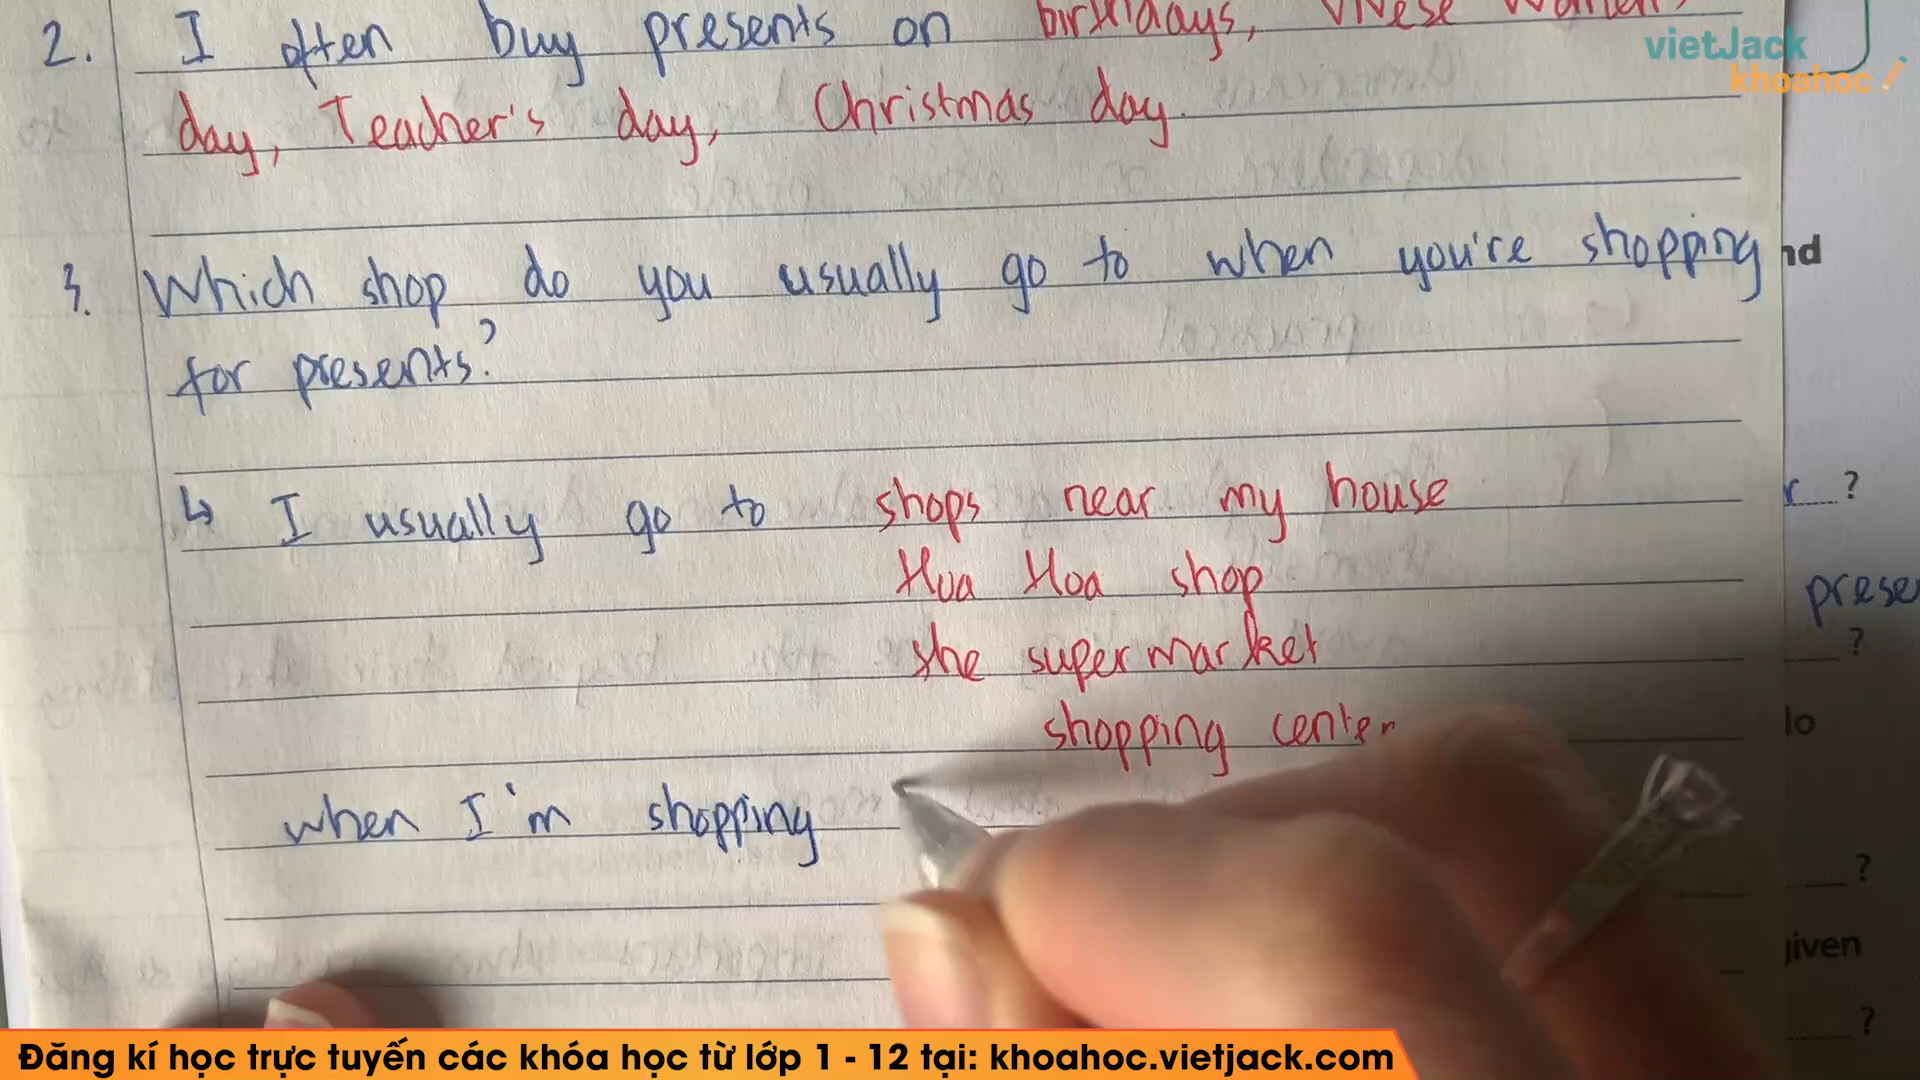 2. I often buy presents on birthdays,
vietJack
khoahoc
day, Teacher's day, Christmas day.
3. Which shop do you usually go to when you're shopping
nd
for presents?
↳ I usually go to shops near my house
?
Hoa Hoa shop
prese
the supermarket
?
shopping center
lo
when I'm shopping
?
given
?
Đăng kí học trực tuyến các khóa học từ lớp 1 - 12 tại: khoahoc.vietjack.com